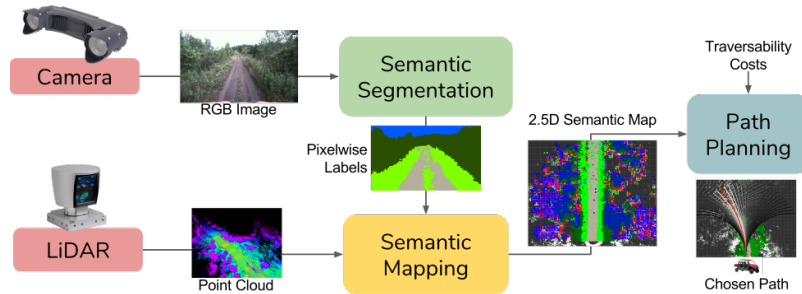 Camera
RGB Image
Semantic
Segmentation
Traversability
Costs
Pixelwise
Labels
2.5D Semantic Map
Path
Planning
LiDAR
Point Cloud
Semantic
Mapping
Chosen Path